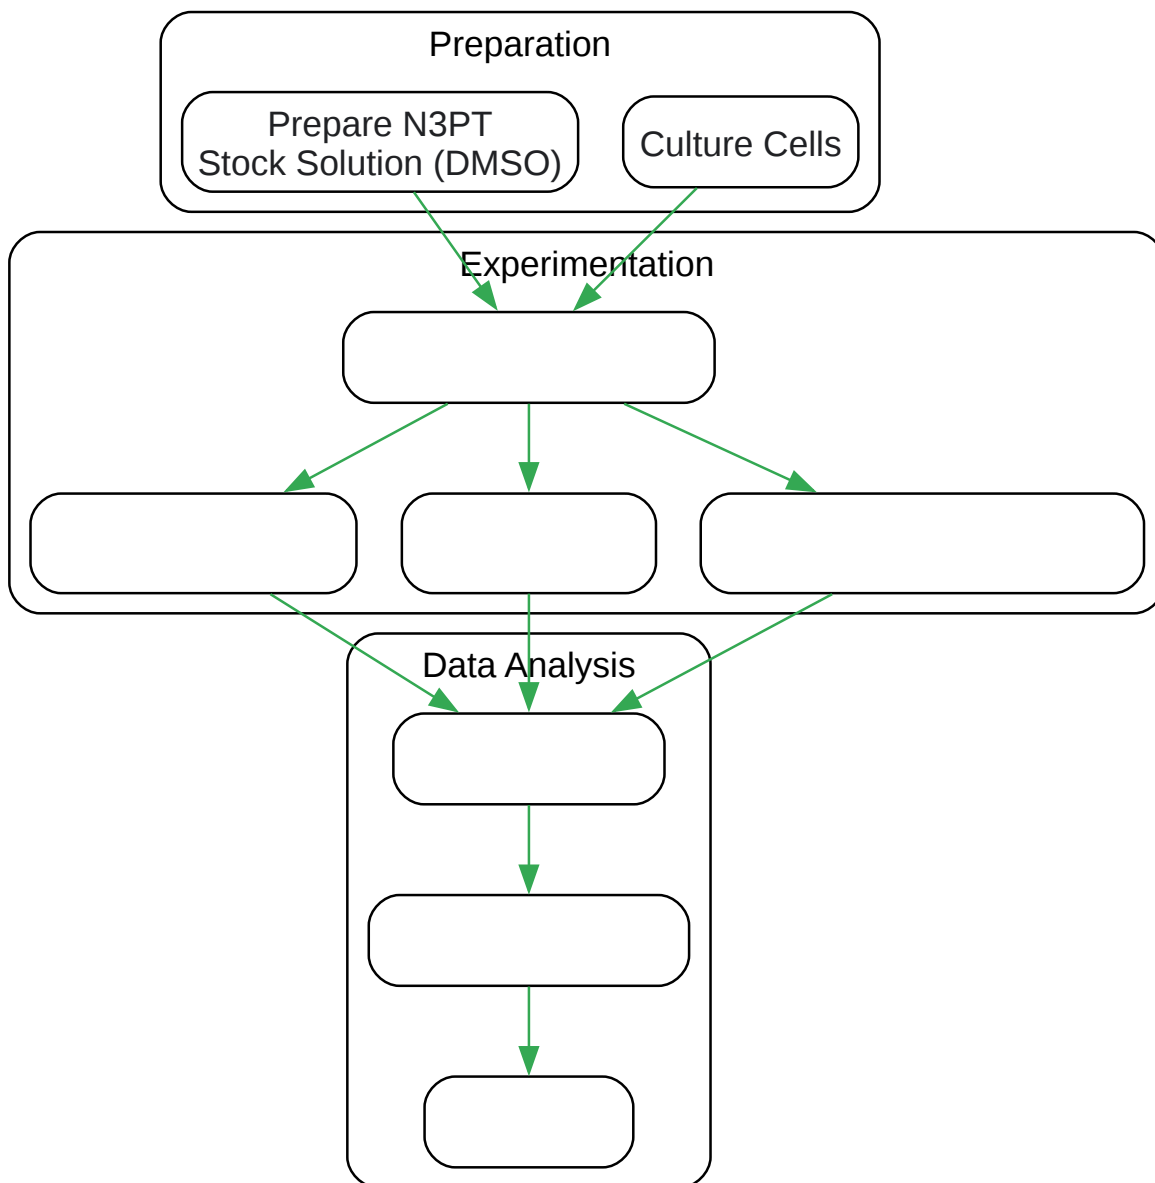 Preparation
Prepare N3PT
Stock Solution (DMSO)
Culture Cells
Experimentation
Data Analysis